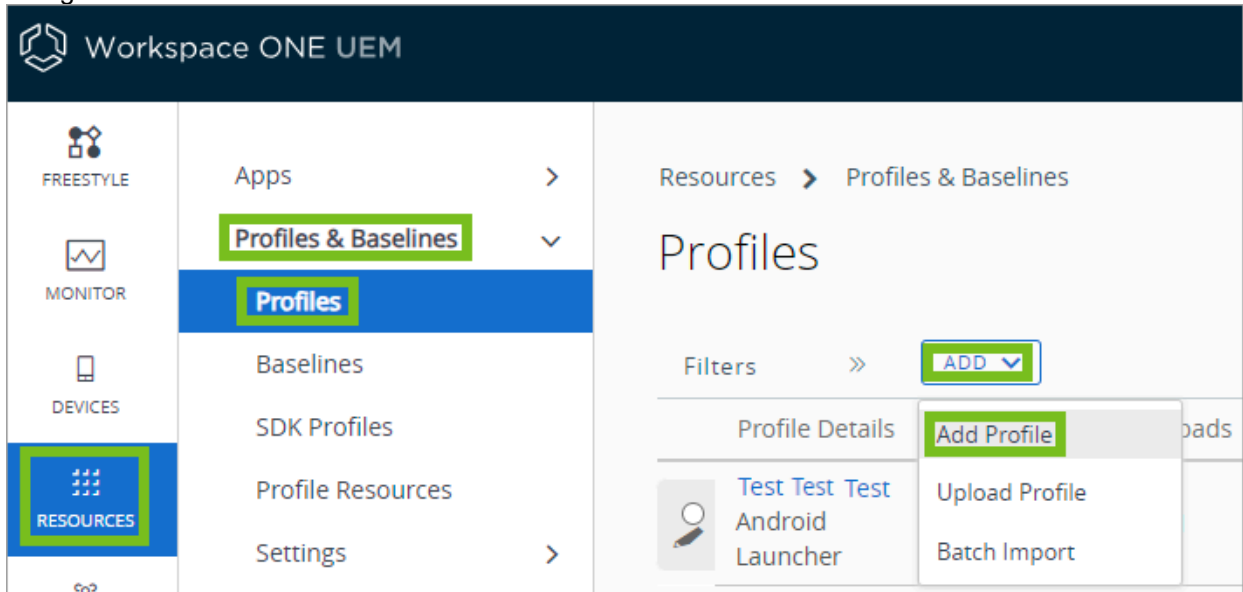 Workspace ONE UEM
FREESTYLE
MONITOR
DEVICES
RESOURCES
Apps
Profiles & Baselines
Profiles
Baselines
SDK Profiles
Profile Resources
Settings
Resources > Profiles & Baselines
Profiles
Filters » ADD
Profile Details
Add Profile
Upload Profile
Batch Import
Test Test Test
Android
Launcher